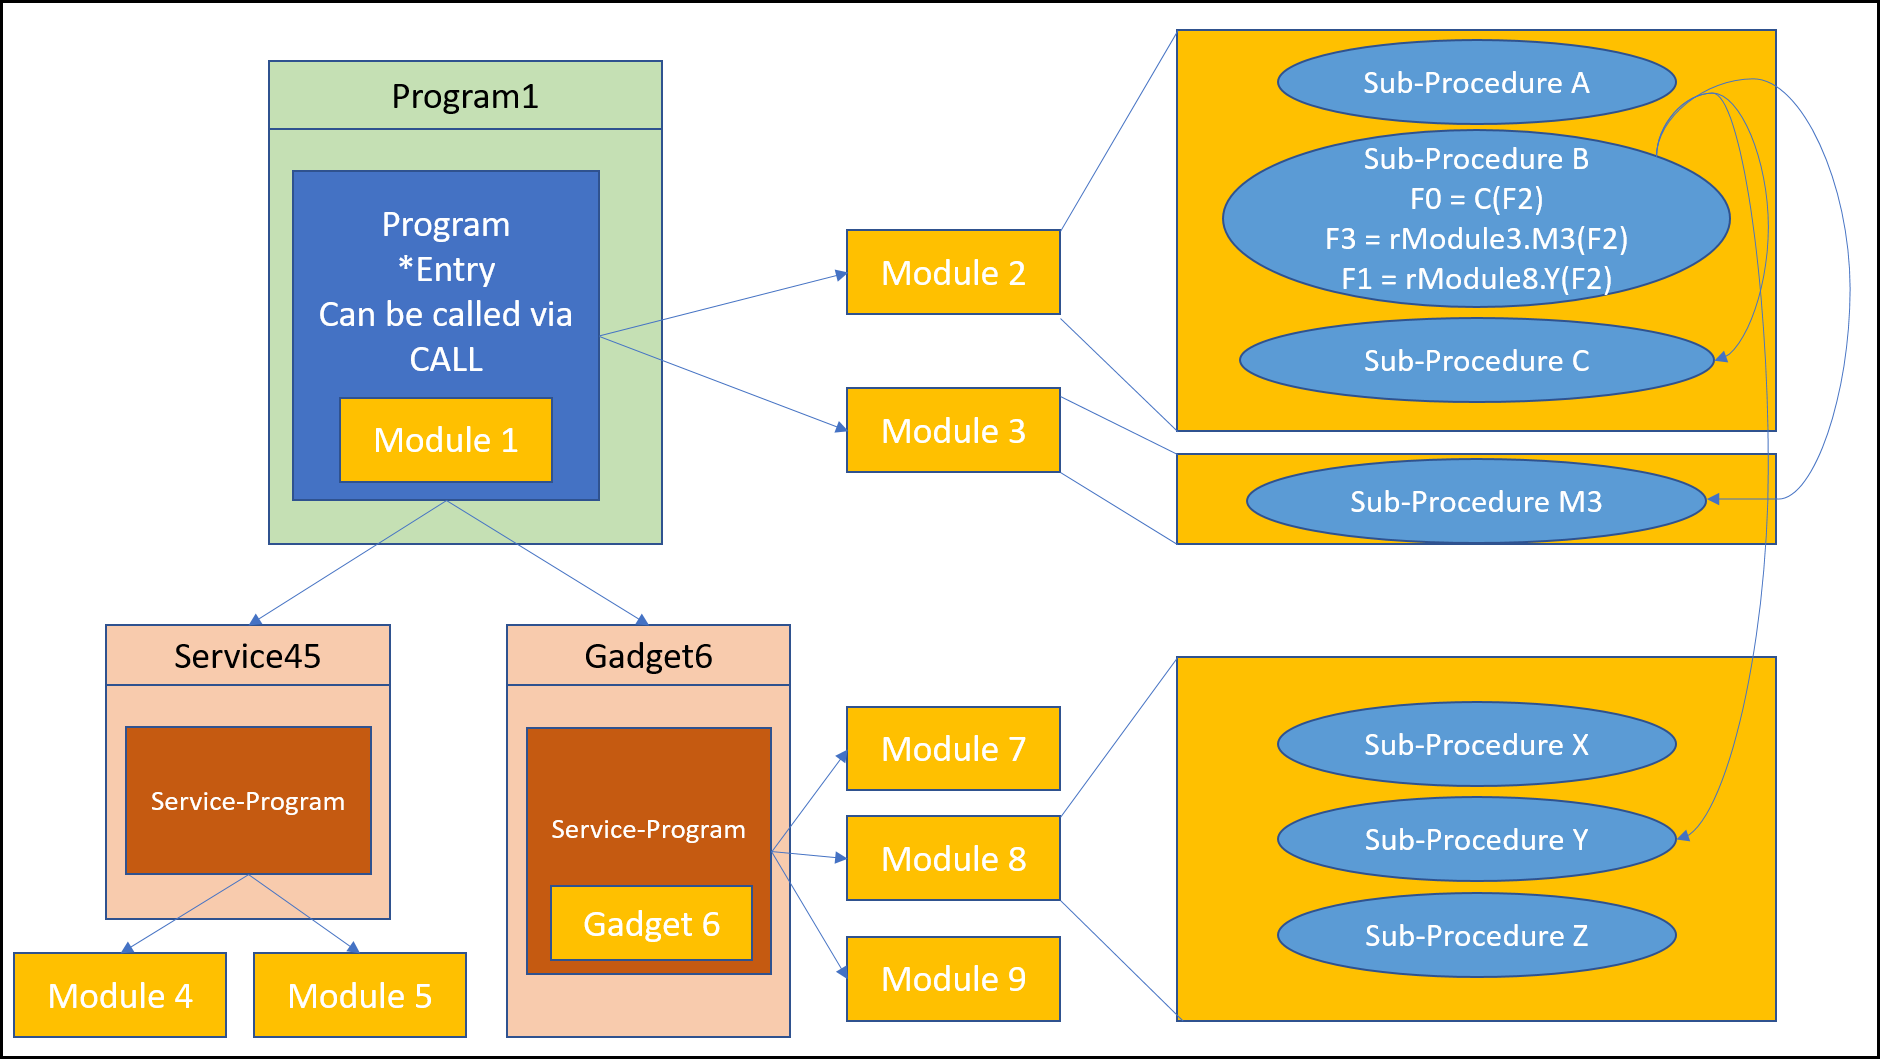 Program1
Program
*Entry
Can be called via
CALL
Module 1
Module 2
Module 3
Sub-Procedure A
Sub-Procedure B
F0 = C(F2)
F3 = rModule3.M3(F2)
F1 = rModule8.Y(F2)
Sub-Procedure C
Sub-Procedure M3
Service45
Service-Program
Module 4
Module 5
Gadget6
Service-Program
Gadget 6
Module 7
Module 8
Module 9
Sub-Procedure X
Sub-Procedure Y
Sub-Procedure Z